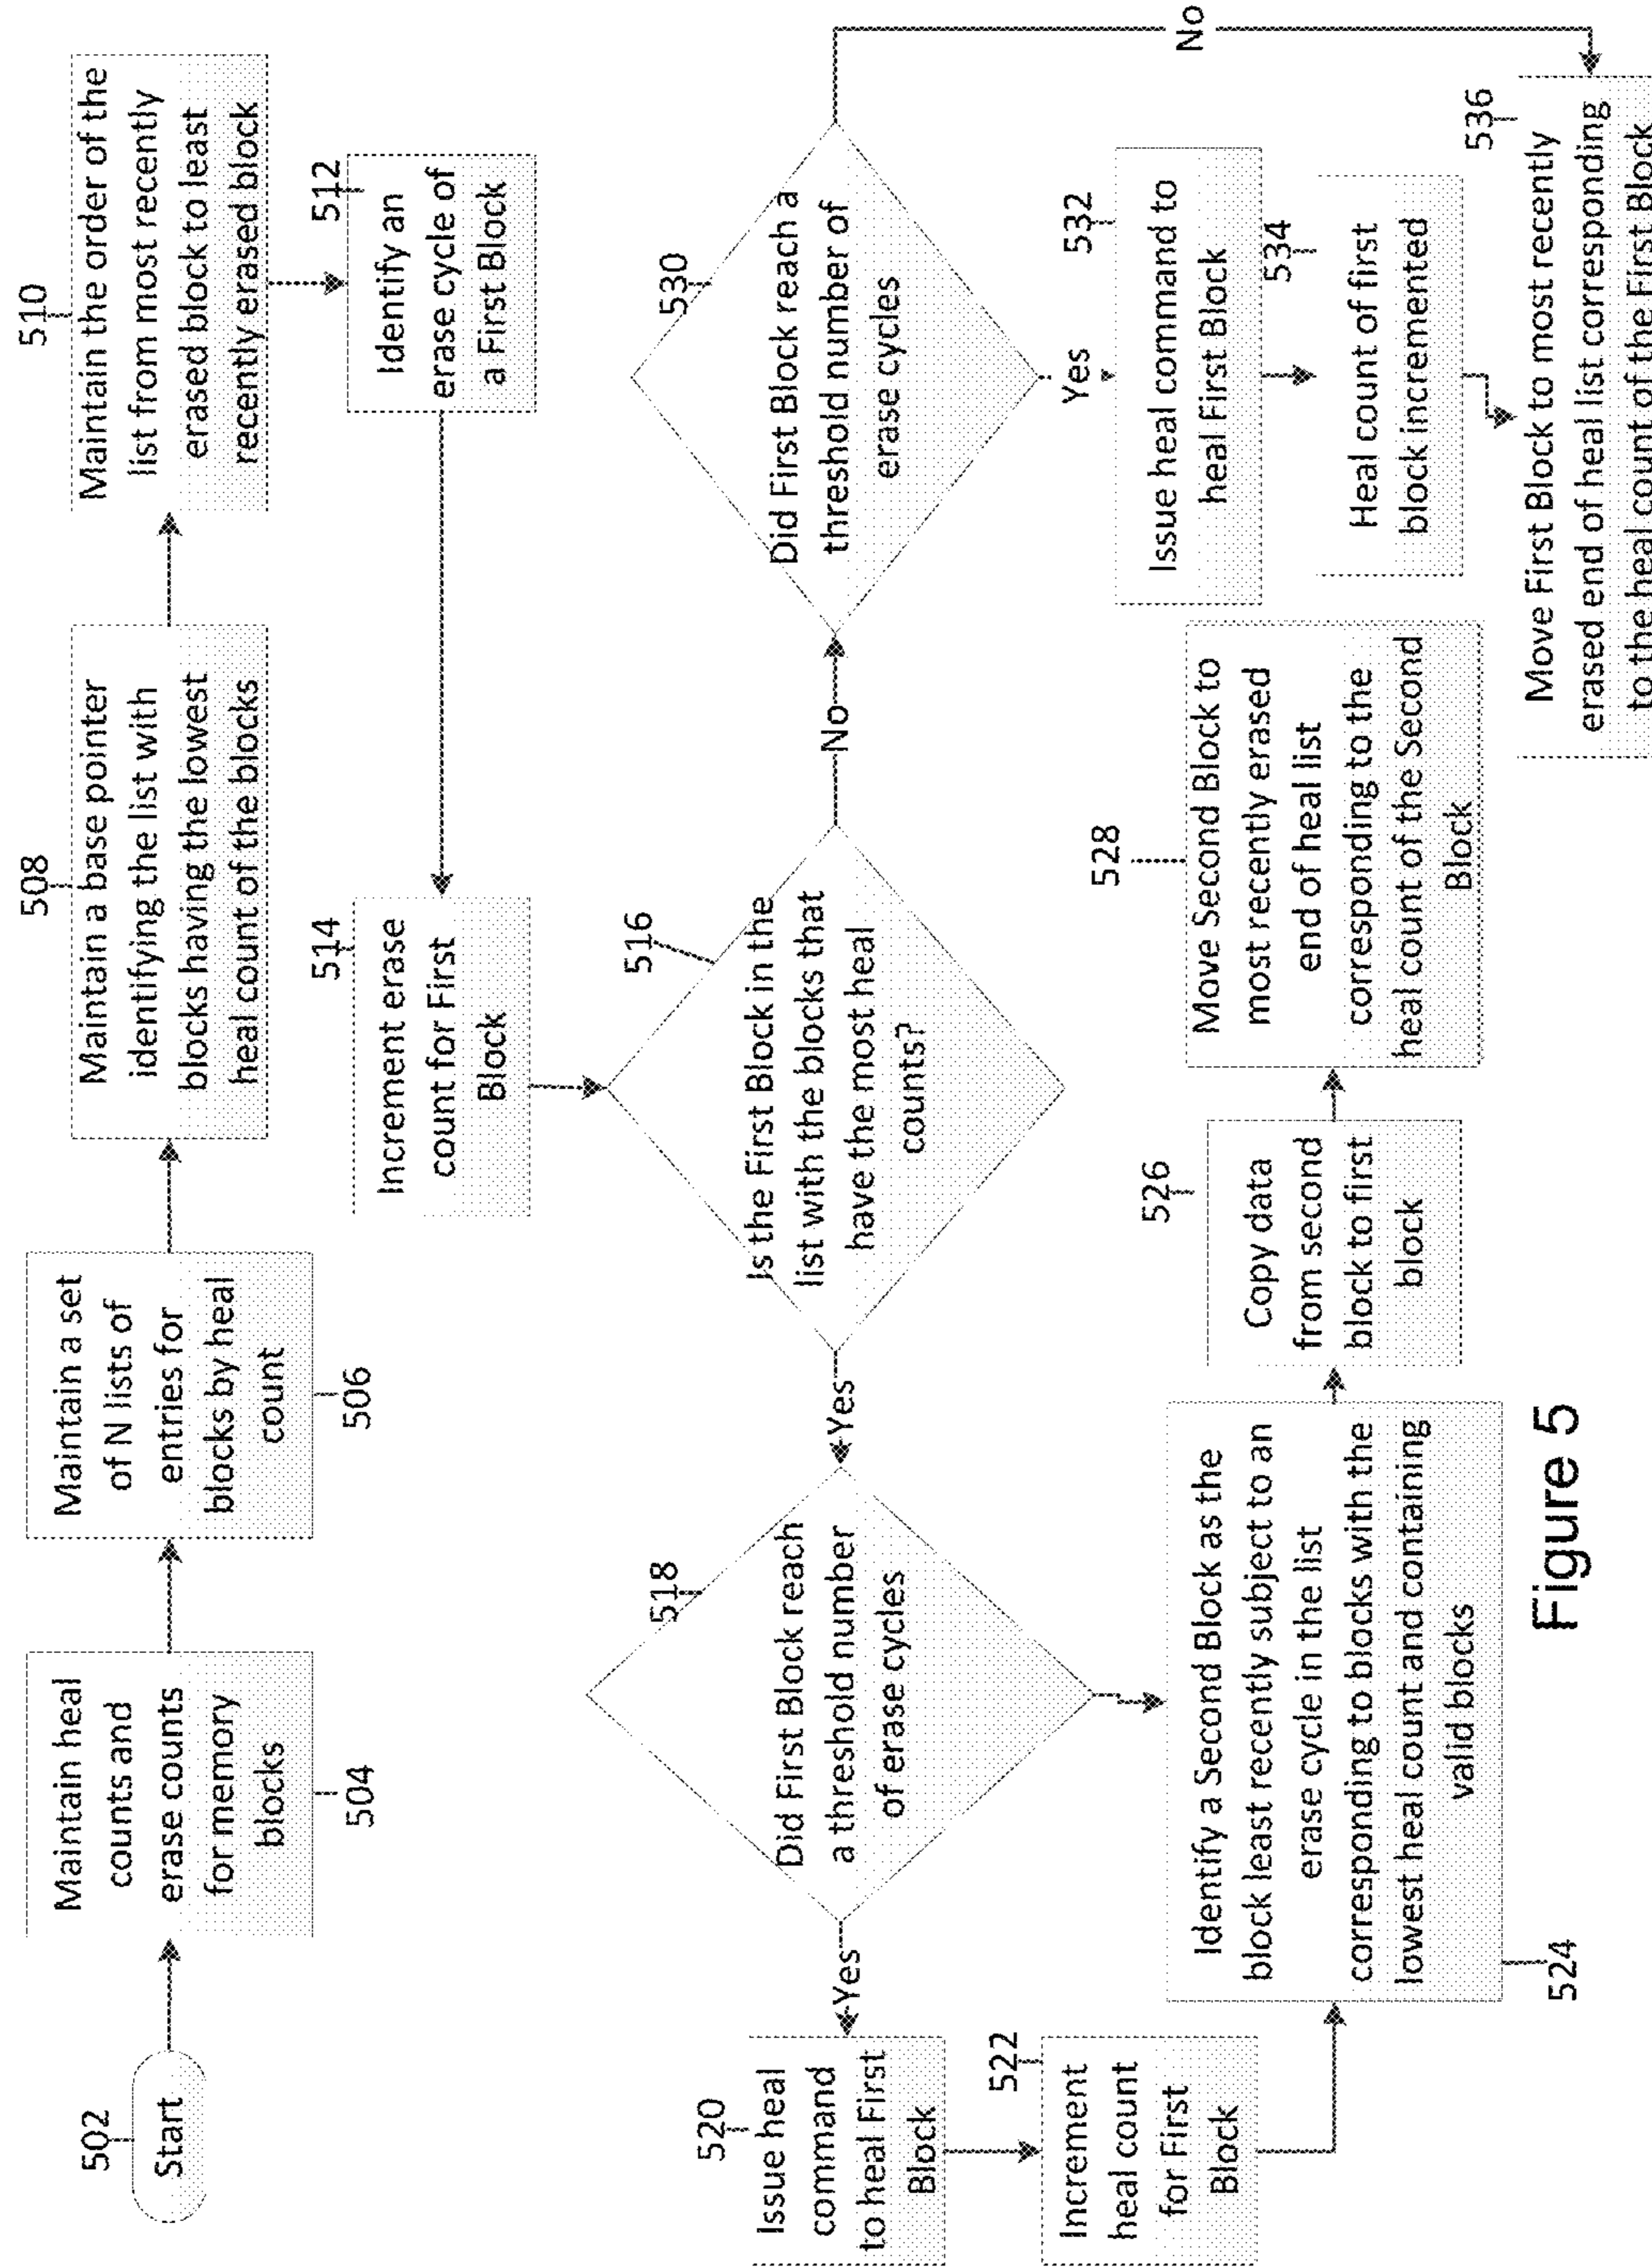 502
Start
Maintain heal
counts and
erase counts
for memory
blocks
504
Maintain a set
of N lists of
entries for
blocks by heal
count
506
508
Maintain a base pointer
identifying the list with
blocks having the lowest
heal count of the blocks
510
Maintain the order of the
list from most recently
erased block to least
recently erased block
512
Identify an
erase cycle of
a First Block
514
Increment erase
count for First
Block
516
Is the First Block in the
list with the blocks that
have the most heal
counts?
Yes
No
518
Did First Block reach
a threshold number
of erase cycles
Yes
520
Issue heal
command
to heal First
Block
522
Increment
heal count
for First
Block
Identify a Second Block as the
block least recently subject to an
erase cycle in the list
corresponding to blocks with the
lowest heal count and containing
valid blocks
524
526
Copy data
from second
block to first
block
528
Move Second Block to
most recently erased
end of heal list
corresponding to the
heal count of the Second
Block
530
Did First Block reach a
threshold number of
erase cycles
Yes
No
532
Issue heal command to
heal First Block
534
Heal count of first
block incremented
536
Move First Block to most recently
erased end of heal list corresponding
to the heal count of the First Block
Figure 5